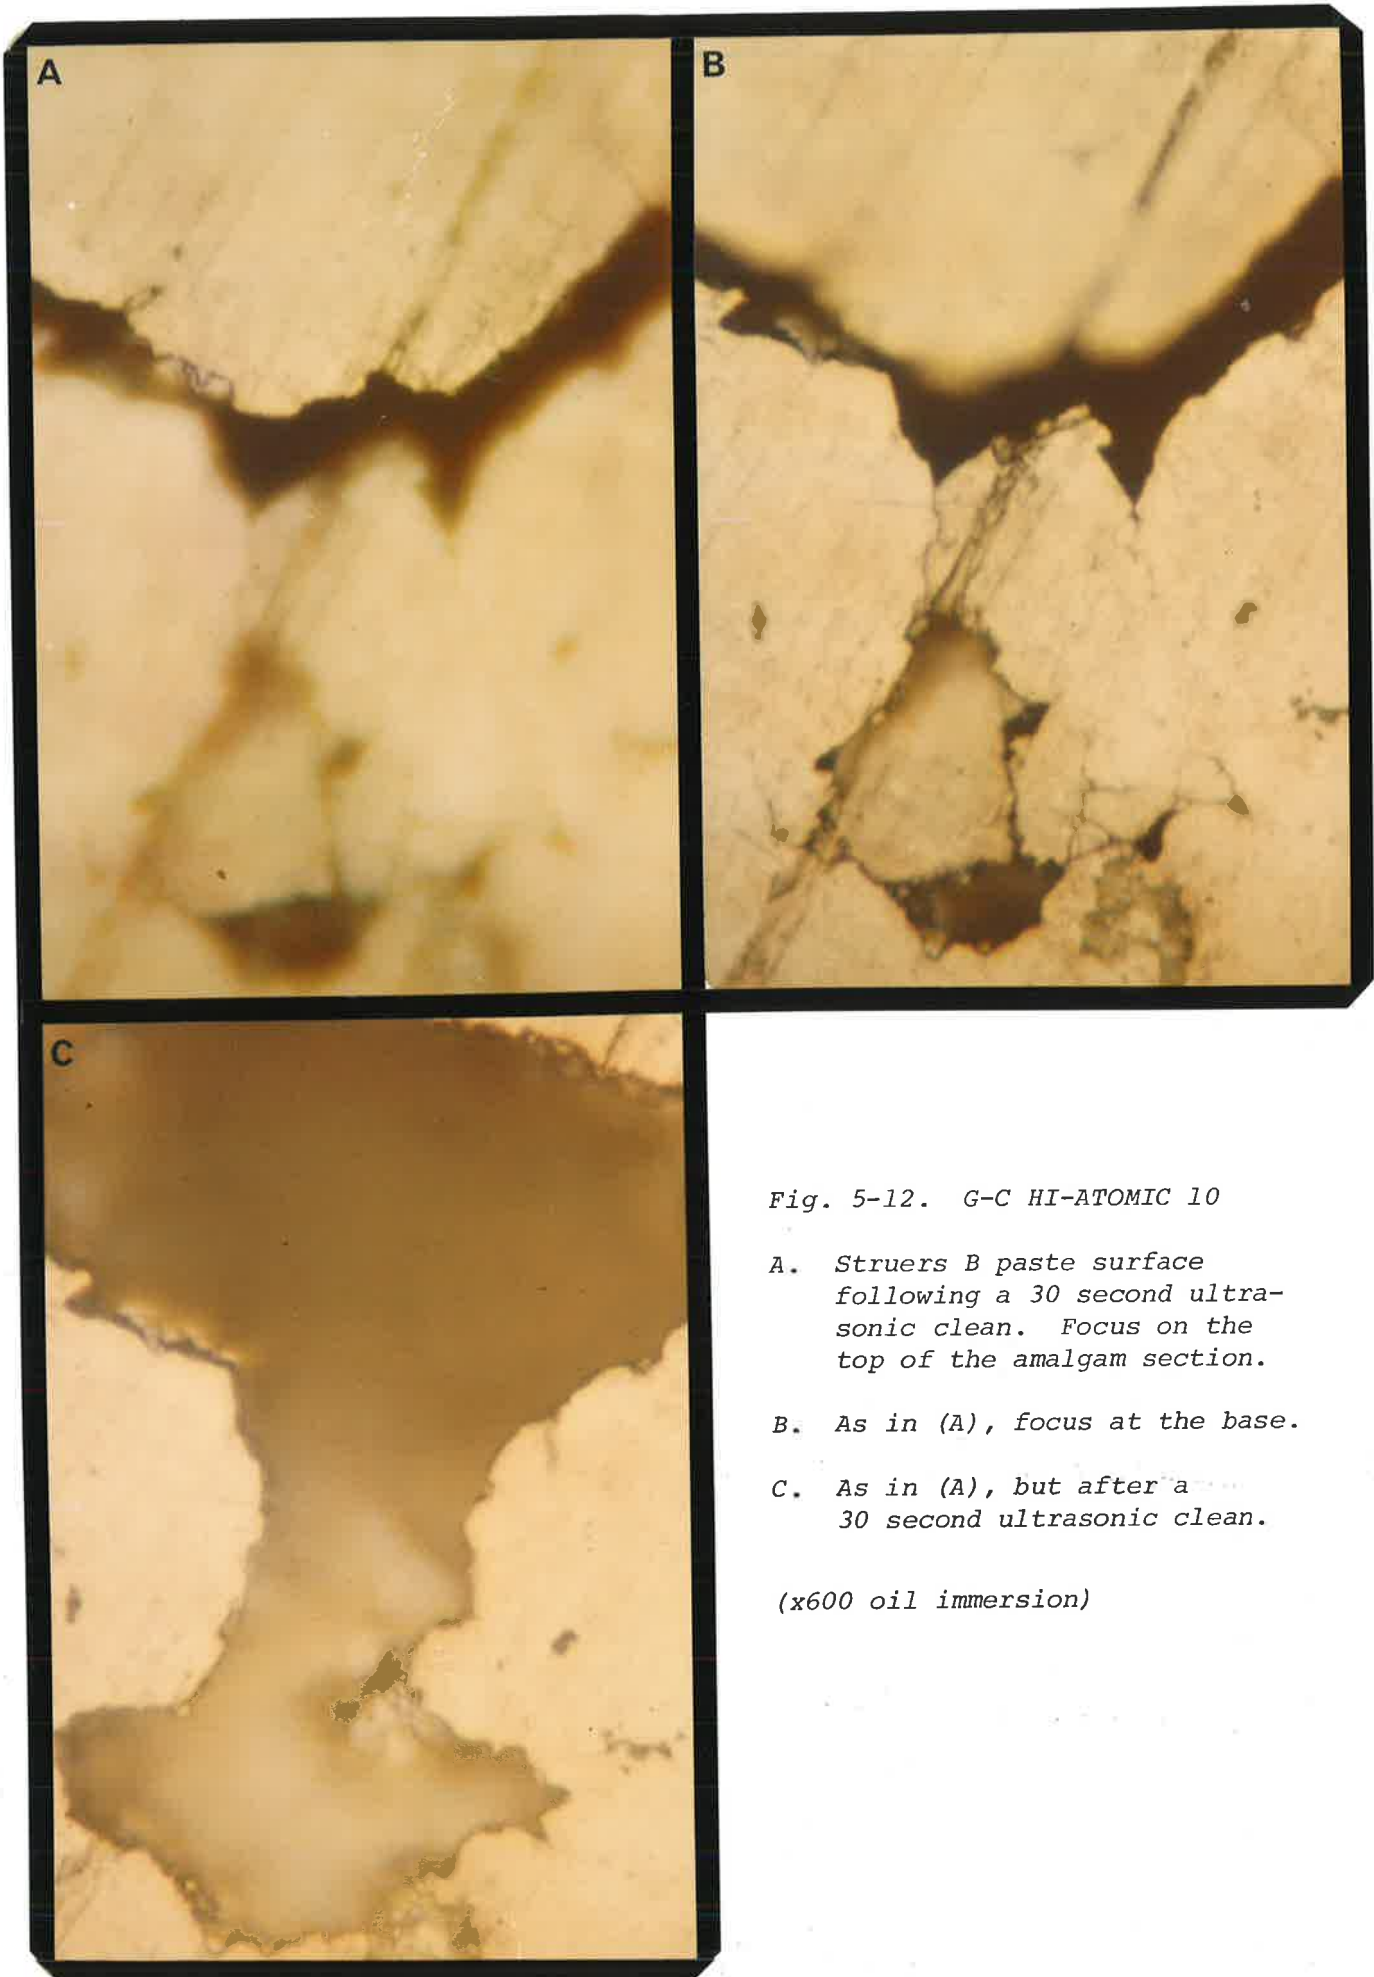 A
B
C
Fig. 5-12. G-C HI-ATOMIC 10
A. Struers B paste surface
following a 30 second ultra-
sonic clean. Focus on the
top of the amalgam section.
B. As in (A), focus at the base.
C. As in (A), but after a
30 second ultrasonic clean.
(x600 oil immersion)